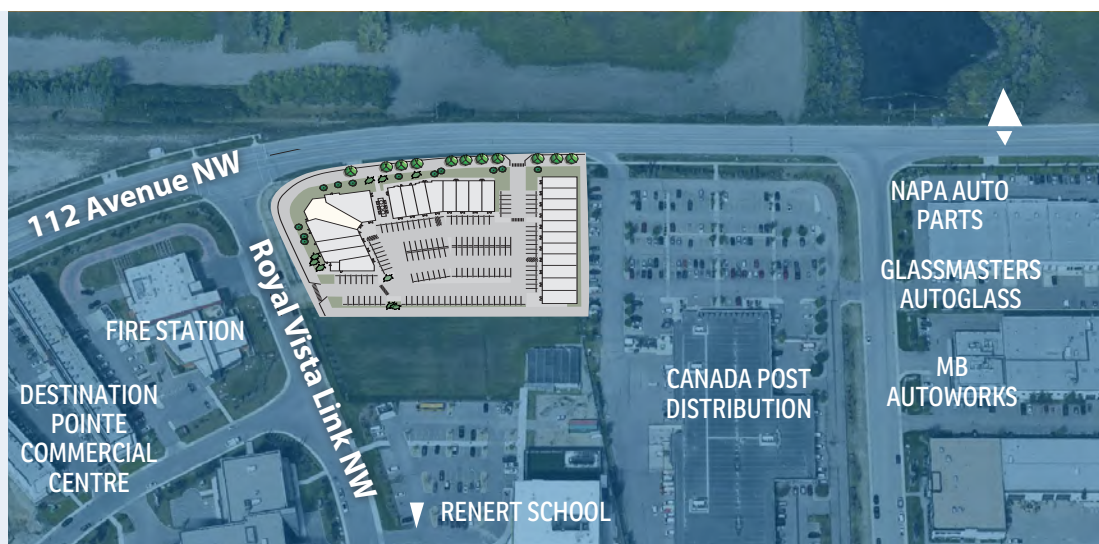 112 Avenue NW
Royal Vista Link NW
NAPA AUTO
PARTS
GLASSMASTERS
AUTOGLASS
FIRE STATION
MB
AUTOWORKS
CANADA POST
DISTRIBUTION
DESTINATION
POINTE
COMMERCIAL
CENTRE
RENERT SCHOOL